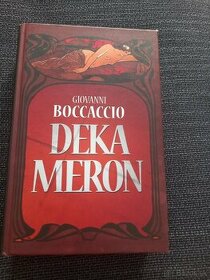 GIOVANNI
BOCCACCIO
DEKA
MERON